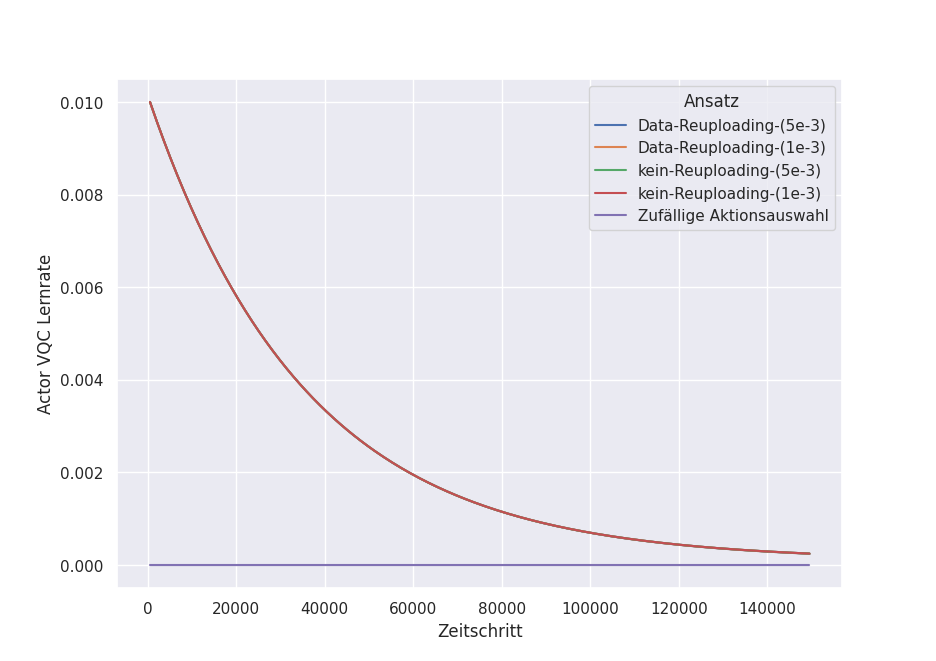 Ansatz
Data-Reuploading-(5e-3)
Data-Reuploading-(1e-3)
kein-Reuploading-(5e-3)
kein-Reuploading-(1e-3)
Zufällige Aktionsauswahl
Actor VQC Lernrate
0.010
0.008
0.006
0.004
0.002
0.000
0 20000 40000 60000 80000 100000 120000 140000
Zeitschritt